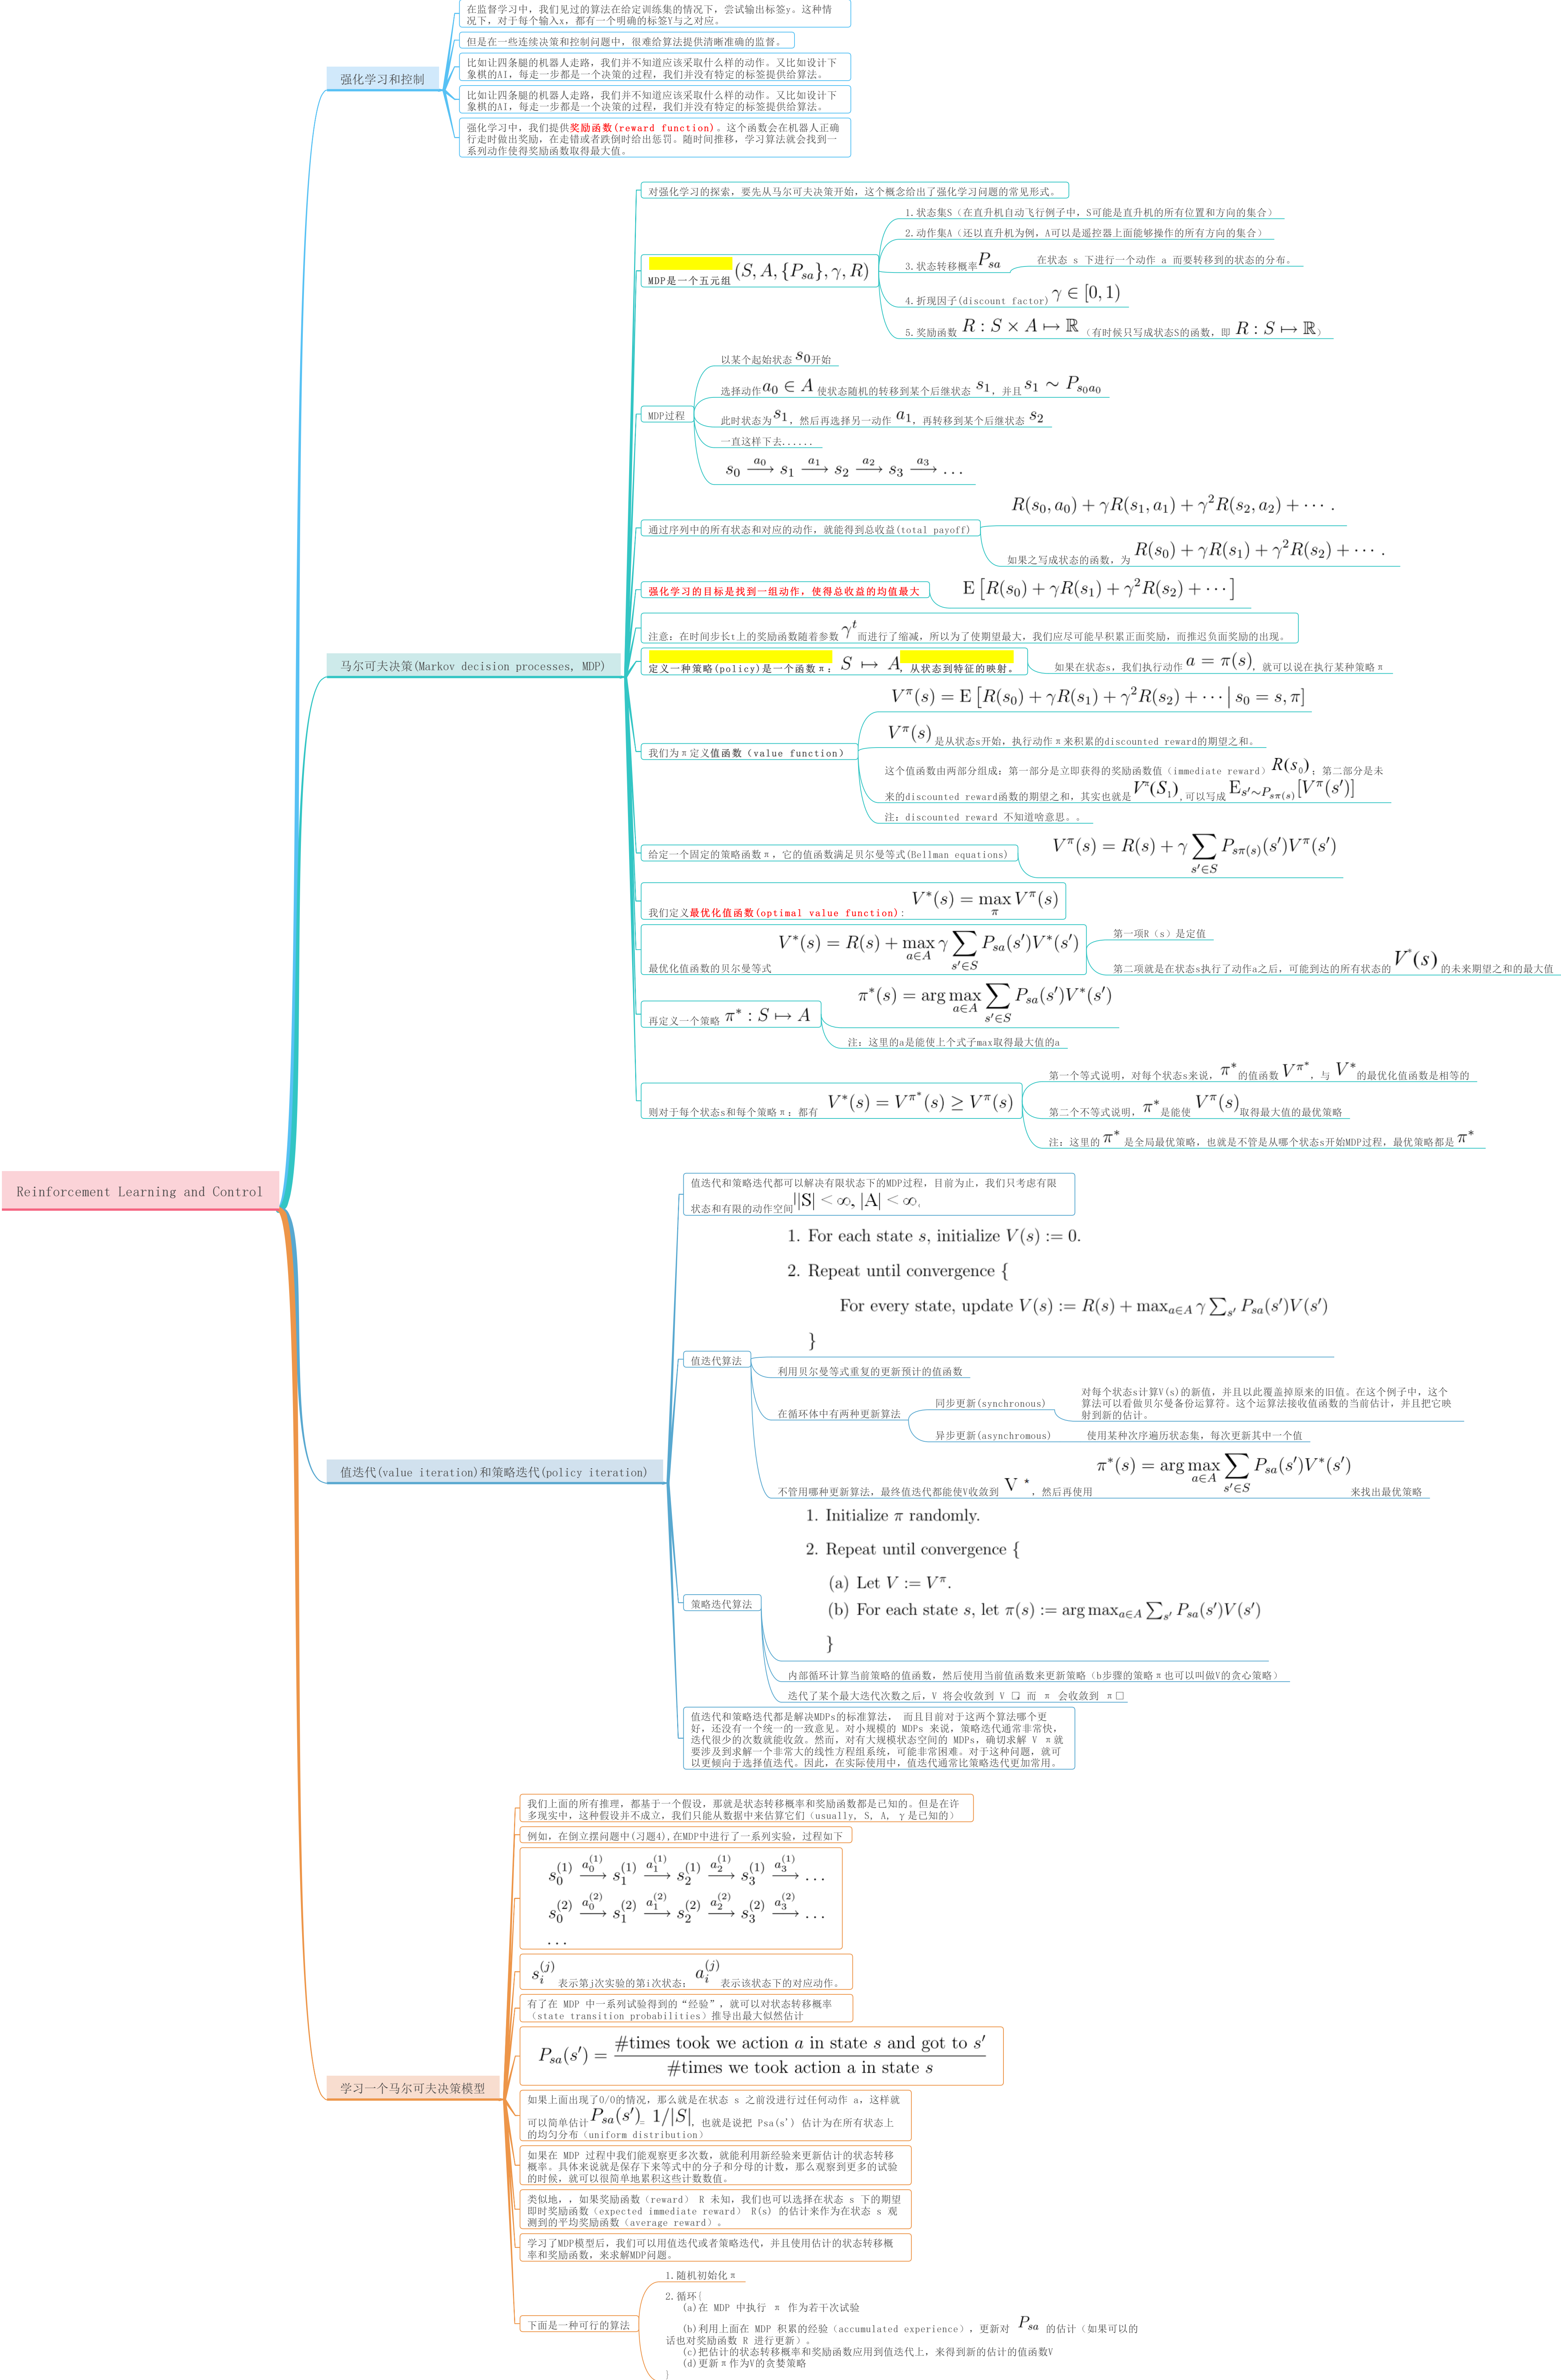 Reinforcement Learning and Control
强化学习和控制
在监督学习中，我们见过的算法在给定训练集的情况下，尝试输出标签y。这种情
况下，对于每个输入x，都有一个明确的标签Y与之对应。
但是在一些连续决策和控制问题中，很难给算法提供清晰准确的监督。
比如让四条腿的机器人走路，我们并不知道应该采取什么样的动作。又比如设计下
象棋的AI，每走一步都是一个决策的过程，我们并没有特定的标签提供给算法。
比如让四条腿的机器人走路，我们并不知道应该采取什么样的动作。又比如设计下
象棋的AI，每走一步都是一个决策的过程，我们并没有特定的标签提供给算法。
强化学习中，我们提供奖励函数(reward function)。这个函数会在机器人正确
行走时做出奖励，在走错或者跌倒时给出惩罚。随时间推移，学习算法就会找到一
系列动作使得奖励函数取得最大值。
马尔可夫决策(Markov decision processes, MDP)
对强化学习的探索，要先从马尔可夫决策开始，这个概念给出了强化学习问题的常见形式。
MDP是一个五元组 (S, A, {P_{sa}}, γ, R)
1.状态集S（在直升机自动飞行例子中，S可能是直升机的所有位置和方向的集合）
2.动作集A（还以直升机为例，A可以是遥控器上面能够操作的所有方向的集合）
3.状态转移概率 P_{sa}
在状态 s 下进行一个动作 a 而要转移到的状态的分布。
4.折现因子(discount factor) γ ∈ [0, 1)
5.奖励函数 R : S × A ↦ ℝ （有时候只写成状态S的函数，即 R : S ↦ ℝ）
MDP过程
以某个起始状态 s_0 开始
选择动作 a_0 ∈ A 使状态随机的转移到某个后继状态 s_1，并且 s_1 ∼ P_{s_0a_0}
此时状态为 s_1，然后再选择另一动作 a_1，再转移到某个后继状态 s_2
一直这样下去......
s_0 —a_0→ s_1 —a_1→ s_2 —a_2→ s_3 —a_3→ ...
通过序列中的所有状态和对应的动作，就能得到总收益(total payoff)
R(s_0, a_0) + γR(s_1, a_1) + γ^2R(s_2, a_2) + ··· .
如果之写成状态的函数，为 R(s_0) + γR(s_1) + γ^2R(s_2) + ··· .
强化学习的目标是找到一组动作，使得总收益的均值最大
E [R(s_0) + γR(s_1) + γ^2R(s_2) + ···]
注意：在时间步长t上的奖励函数随着参数 γ^t 而进行了缩减，所以为了使期望最大，我们应尽可能早积累正面奖励，而推迟负面奖励的出现。
定义一种策略(policy)是一个函数π： S ↦ A，从状态到特征的映射。
如果在状态s，我们执行动作 a = π(s)，就可以说在执行某种策略π
我们为π定义值函数（value function）
V^π(s) = E [R(s_0) + γR(s_1) + γ^2R(s_2) + ··· | s_0 = s, π]
V^π(s) 是从状态s开始，执行动作π来积累的discounted reward的期望之和。
这个值函数由两部分组成：第一部分是立即获得的奖励函数值（immediate reward） R(s_0)；第二部分是未
来的discounted reward函数的期望之和，其实也就是 V^π(S_1),可以写成 E_{s'∼P_{sπ(s)}}[V^π(s')]
注：discounted reward 不知道啥意思。。
给定一个固定的策略函数π，它的值函数满足贝尔曼等式(Bellman equations)
V^π(s) = R(s) + γ ∑_{s'∈S} P_{sπ(s)}(s')V^π(s')
我们定义最优化值函数(optimal value function)： V^*(s) = max_π V^π(s)
最优化值函数的贝尔曼等式 V^*(s) = R(s) + max_{a∈A} γ ∑_{s'∈S} P_{sa}(s')V^*(s')
第一项R（s）是定值
第二项就是在状态s执行了动作a之后，可能到达的所有状态的 V^*(s) 的未来期望之和的最大值
再定义一个策略 π^* : S ↦ A
π^*(s) = arg max_{a∈A} ∑_{s'∈S} P_{sa}(s')V^*(s')
注：这里的a是能使上个式子max取得最大值的a
则对于每个状态s和每个策略π：都有 V^*(s) = V^{π^*}(s) ≥ V^π(s)
第一个等式说明，对每个状态s来说， π^* 的值函数 V^{π^*}，与 V^* 的最优化值函数是相等的
第二个不等式说明， π^* 是能使 V^π(s) 取得最大值的最优策略
注：这里的 π^* 是全局最优策略，也就是不管是从哪个状态s开始MDP过程，最优策略都是 π^*
值迭代(value iteration)和策略迭代(policy iteration)
值迭代和策略迭代都可以解决有限状态下的MDP过程，目前为止，我们只考虑有限
状态和有限的动作空间 ||S| < ∞, |A| < ∞
值迭代算法
1. For each state s, initialize V(s) := 0.
2. Repeat until convergence {
For every state, update V(s) := R(s) + max_{a∈A} γ ∑_{s'} P_{sa}(s')V(s')
}
利用贝尔曼等式重复的更新预计的值函数
在循环体中有两种更新算法
同步更新(synchronous)
对每个状态s计算V(s)的新值，并且以此覆盖掉原来的旧值。在这个例子中，这个
算法可以看做贝尔曼备份运算符。这个运算法接收值函数的当前估计，并且把它映
射到新的估计。
异步更新(asynchromous)
使用某种次序遍历状态集，每次更新其中一个值
不管用哪种更新算法，最终值迭代都能使V收敛到 V *，然后再使用 π^*(s) = arg max_{a∈A} ∑_{s'∈S} P_{sa}(s')V^*(s') 来找出最优策略
策略迭代算法
1. Initialize π randomly.
2. Repeat until convergence {
(a) Let V := V^π.
(b) For each state s, let π(s) := arg max_{a∈A} ∑_{s'} P_{sa}(s')V(s')
}
内部循环计算当前策略的值函数，然后使用当前值函数来更新策略（b步骤的策略π也可以叫做V的贪心策略）
迭代了某个最大迭代次数之后，V 将会收敛到 V □，而 π 会收敛到 π□
值迭代和策略迭代都是解决MDPs的标准算法， 而且目前对于这两个算法哪个更
好，还没有一个统一的一致意见。对小规模的 MDPs 来说，策略迭代通常非常快，
迭代很少的次数就能收敛。然而，对有大规模状态空间的 MDPs，确切求解 V π就
要涉及到求解一个非常大的线性方程组系统，可能非常困难。对于这种问题，就可
以更倾向于选择值迭代。因此，在实际使用中，值迭代通常比策略迭代更加常用。
学习一个马尔可夫决策模型
我们上面的所有推理，都基于一个假设，那就是状态转移概率和奖励函数都是已知的。但是在许
多现实中，这种假设并不成立，我们只能从数据中来估算它们（usually, S, A, γ是已知的）
例如，在倒立摆问题中(习题4),在MDP中进行了一系列实验，过程如下
s_0^{(1)} —a_0^{(1)}→ s_1^{(1)} —a_1^{(1)}→ s_2^{(1)} —a_2^{(1)}→ s_3^{(1)} —a_3^{(1)}→ ...
s_0^{(2)} —a_0^{(2)}→ s_1^{(2)} —a_1^{(2)}→ s_2^{(2)} —a_2^{(2)}→ s_3^{(2)} —a_3^{(2)}→ ...
...
s_i^{(j)} 表示第j次实验的第i次状态； a_i^{(j)} 表示该状态下的对应动作。
有了在 MDP 中一系列试验得到的“经验”，就可以对状态转移概率
（state transition probabilities）推导出最大似然估计
P_{sa}(s') = #times took we action a in state s and got to s' / #times we took action a in state s
如果上面出现了0/0的情况，那么就是在状态 s 之前没进行过任何动作 a，这样就
可以简单估计 P_{sa}(s') = 1/|S|，也就是说把 Psa(s') 估计为在所有状态上
的均匀分布（uniform distribution）
如果在 MDP 过程中我们能观察更多次数，就能利用新经验来更新估计的状态转移
概率。具体来说就是保存下来等式中的分子和分母的计数，那么观察到更多的试验
的时候，就可以很简单地累积这些计数数值。
类似地，，如果奖励函数（reward） R 未知，我们也可以选择在状态 s 下的期望
即时奖励函数（expected immediate reward） R(s) 的估计来作为在状态 s 观
测到的平均奖励函数（average reward）。
学习了MDP模型后，我们可以用值迭代或者策略迭代，并且使用估计的状态转移概
率和奖励函数，来求解MDP问题。
下面是一种可行的算法
1.随机初始化π
2.循环{
(a)在 MDP 中执行 π 作为若干次试验
(b)利用上面在 MDP 积累的经验（accumulated experience），更新对 P_{sa} 的估计（如果可以的
话也对奖励函数 R 进行更新）。
(c)把估计的状态转移概率和奖励函数应用到值迭代上，来得到新的估计的值函数V
(d)更新π作为V的贪婪策略
}